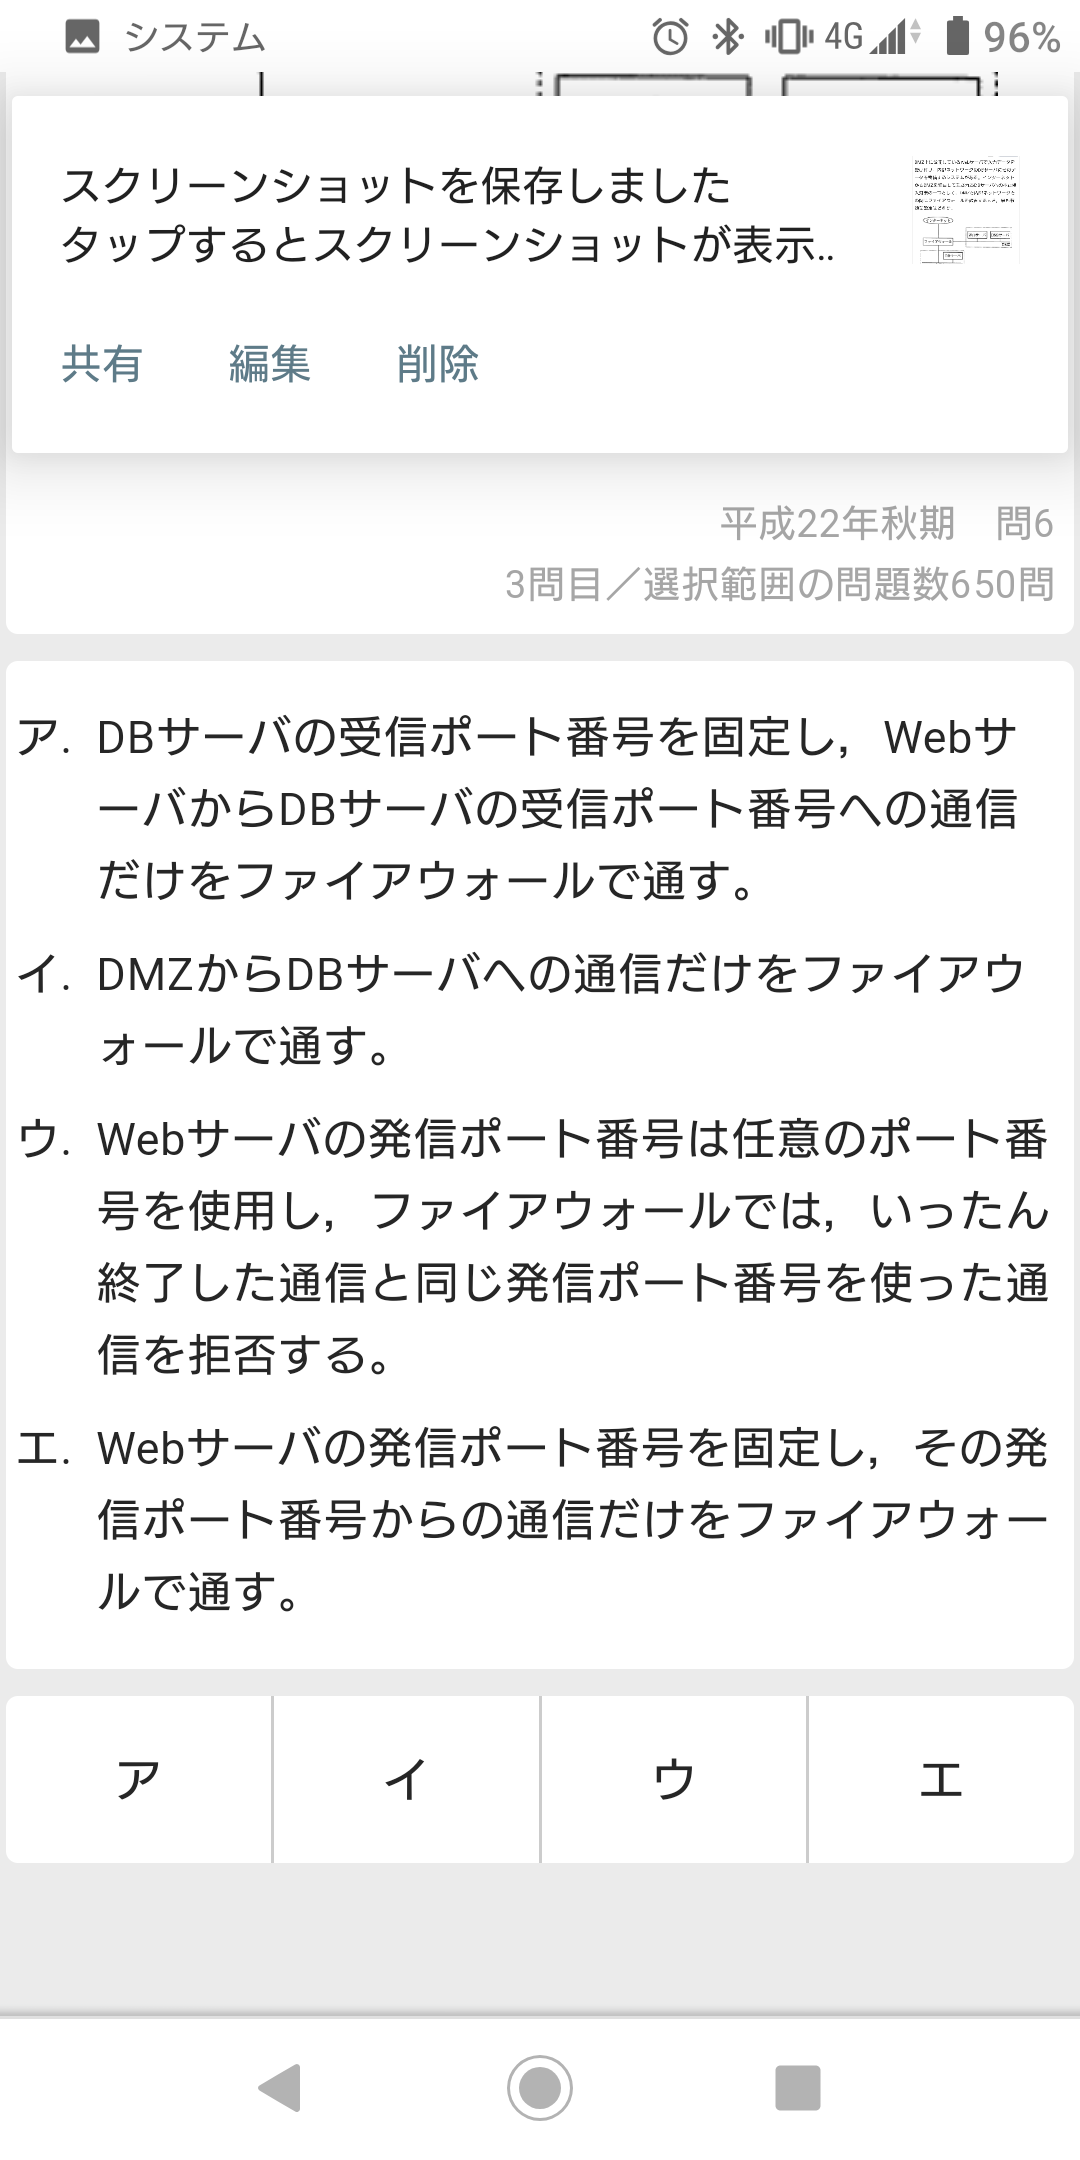 システム 4G 96%
スクリーンショットを保存しました
タップするとスクリーンショットが表示..
共有 編集 削除
平成22年秋期 問6
3問目／選択範囲の問題数650問
ア. DBサーバの受信ポート番号を固定し，Webサ
ーバからDBサーバの受信ポート番号への通信
だけをファイアウォールで通す。
イ. DMZからDBサーバへの通信だけをファイアウ
ォールで通す。
ウ. Webサーバの発信ポート番号は任意のポート番
号を使用し，ファイアウォールでは，いったん
終了した通信と同じ発信ポート番号を使った通
信を拒否する。
エ. Webサーバの発信ポート番号を固定し，その発
信ポート番号からの通信だけをファイアウォー
ルで通す。
ア イ ウ エ